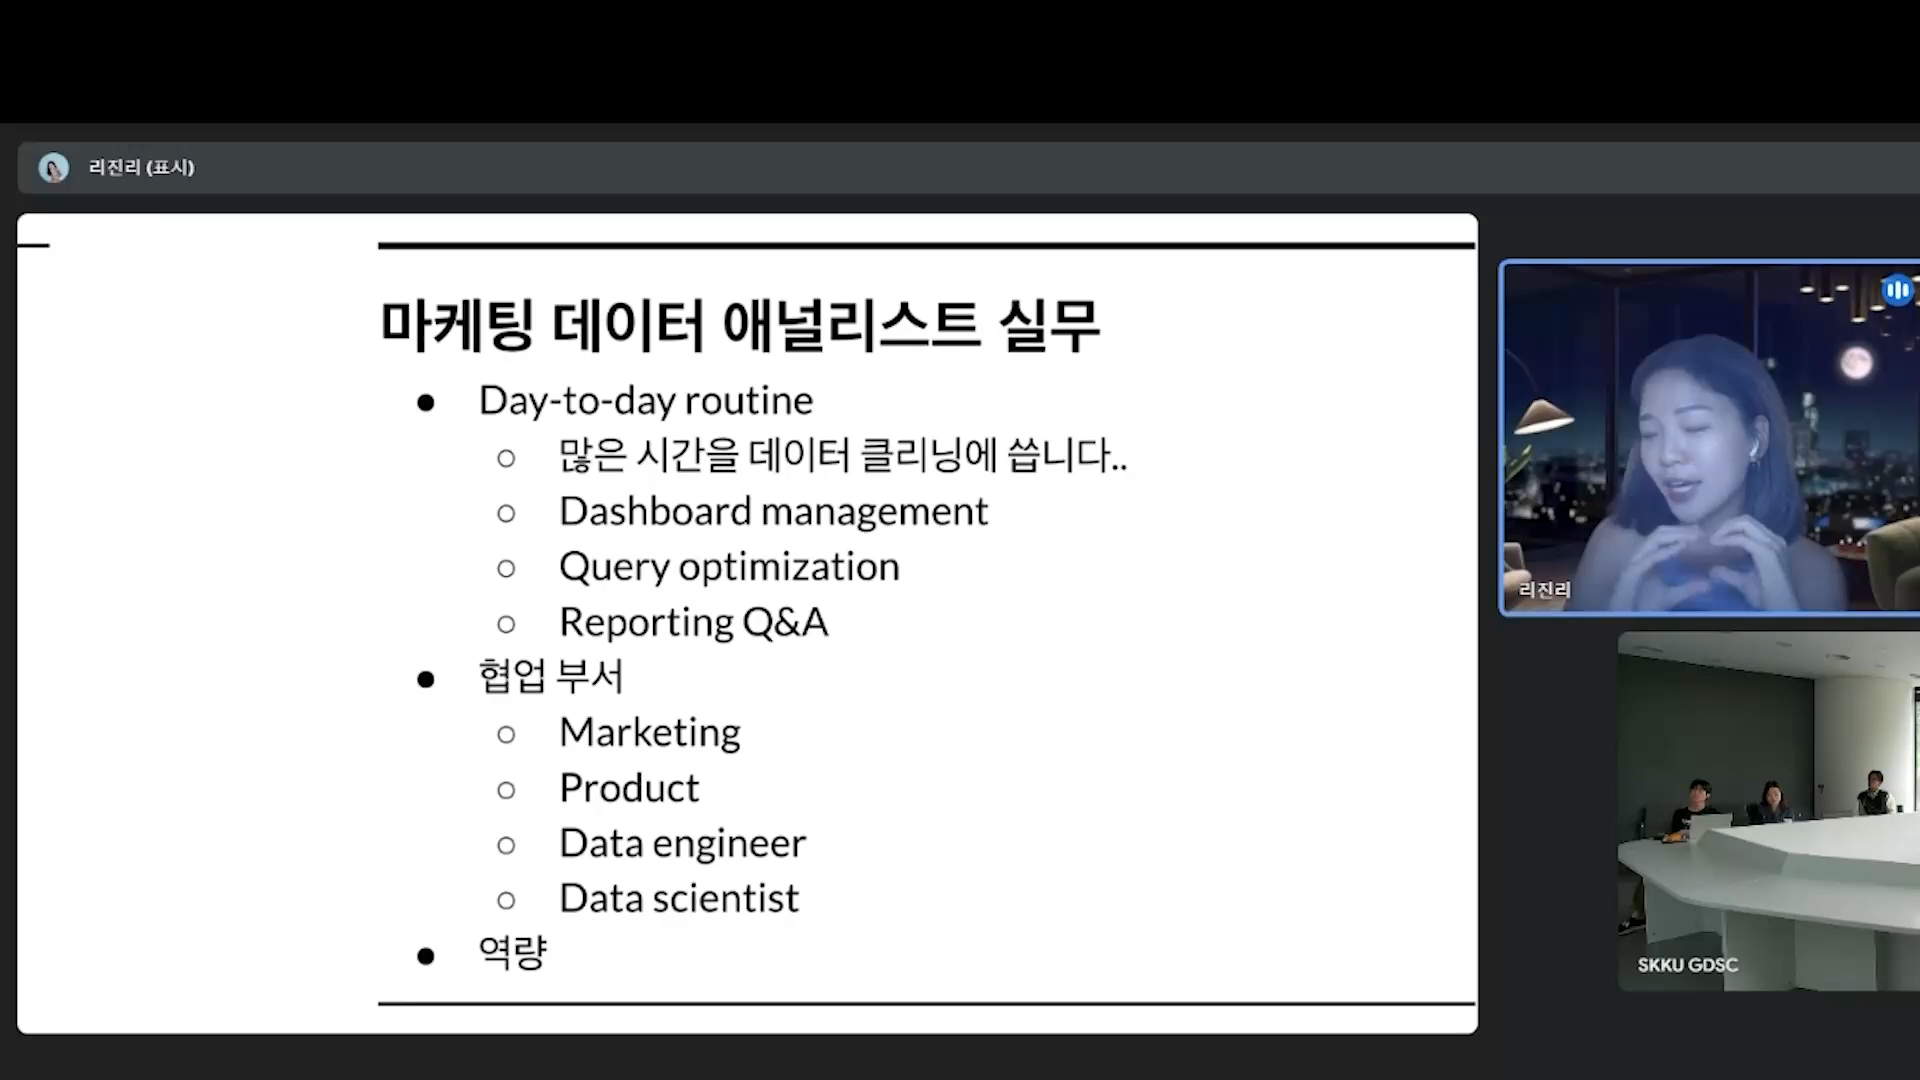 리진리 (표시)
마케팅 데이터 애널리스트 실무
Day-to-day routine
많은 시간을 데이터 클리닝에 씁니다..
Dashboard management
Query optimization
Reporting Q&A
협업 부서
Marketing
Product
Data engineer
Data scientist
역량
리진리
SKKU GDSC